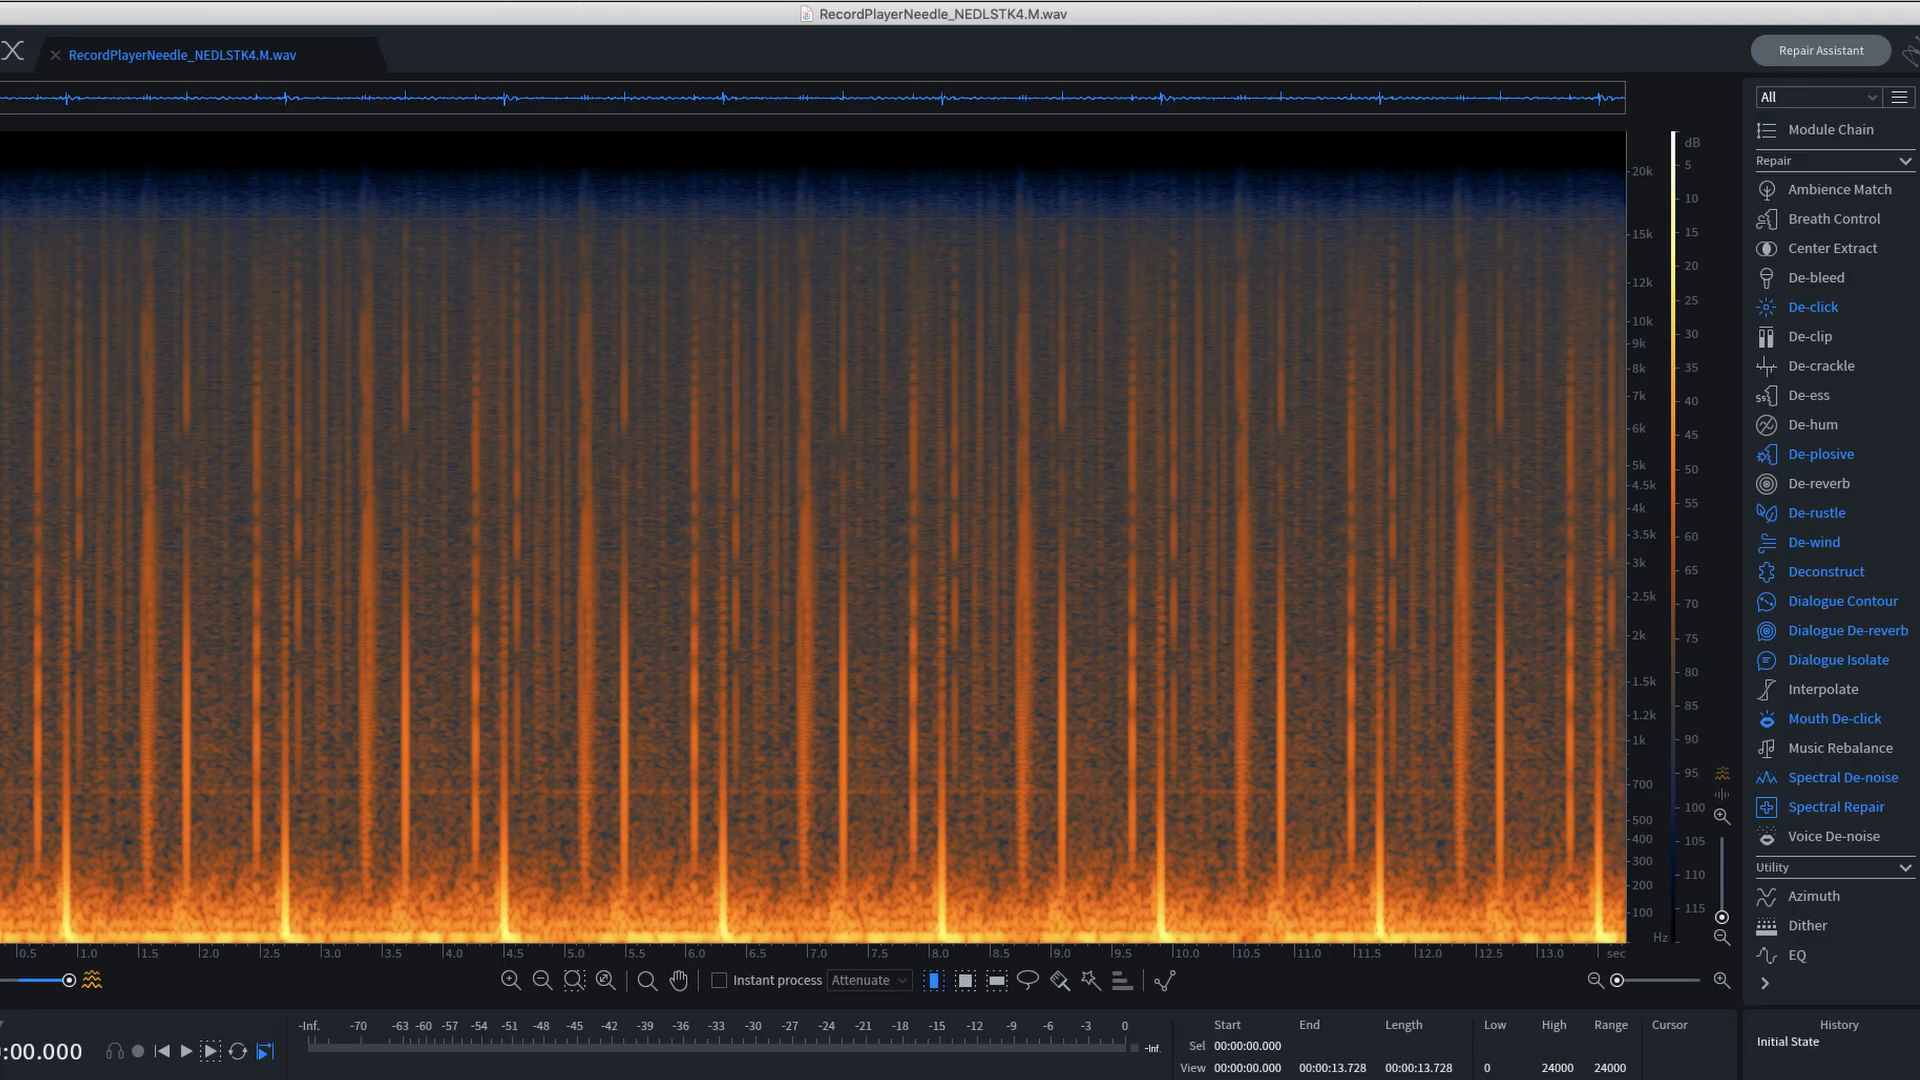 RecordPlayerNeedle_NEDLSTK4.M.wav
RecordPlayerNeedle_NEDLSTK4.M.wav
Repair Assistant
All
Module Chain
Repair
Ambience Match
Breath Control
Center Extract
De-bleed
De-click
De-clip
De-crackle
De-ess
De-hum
De-plosive
De-reverb
De-rustle
De-wind
Deconstruct
Dialogue Contour
Dialogue De-reverb
Dialogue Isolate
Interpolate
Mouth De-click
Music Rebalance
Spectral De-noise
Spectral Repair
Voice De-noise
Utility
Azimuth
Dither
EQ
dB
5
10
15
20
25
30
35
40
45
50
55
60
65
70
75
80
85
90
95
100
105
110
115
20k
15k
12k
10k
9k
8k
7k
6k
5k
4.5k
4k
3.5k
3k
2.5k
2k
1.5k
1.2k
1k
700
500
400
300
200
100
Hz
0.5 1.0 1.5 2.0 2.5 3.0 3.5 4.0 4.5 5.0 5.5 6.0 6.5 7.0 7.5 8.0 8.5 9.0 9.5 10.0 10.5 11.0 11.5 12.0 12.5 13.0 sec
Instant process Attenuate
-Inf. -70 -63 -60 -57 -54 -51 -48 -45 -42 -39 -36 -33 -30 -27 -24 -21 -18 -15 -12 -9 -6 -3 0
-Inf.
:00.000
Start End Length Low High Range Cursor
Sel 00:00:00.000
View 00:00:00.000 00:00:13.728 00:00:13.728 0 24000 24000
History
Initial State